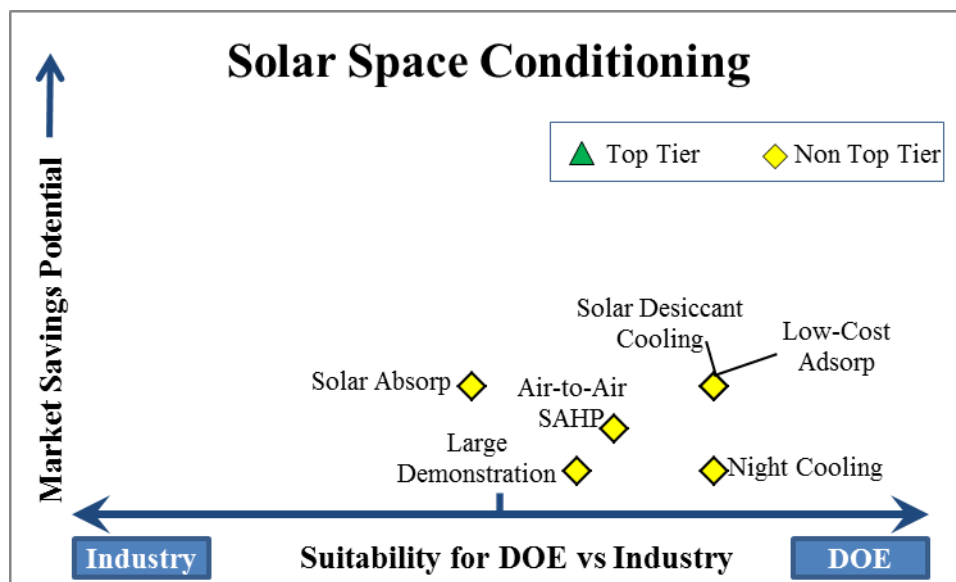 Solar Space Conditioning
Top Tier
Non Top Tier
Market Savings Potential
Solar Desiccant
Cooling
Low-Cost
Adsorp
Solar Absorp
Air-to-Air
SAHP
Large
Demonstration
Night Cooling
Industry
Suitability for DOE vs Industry
DOE